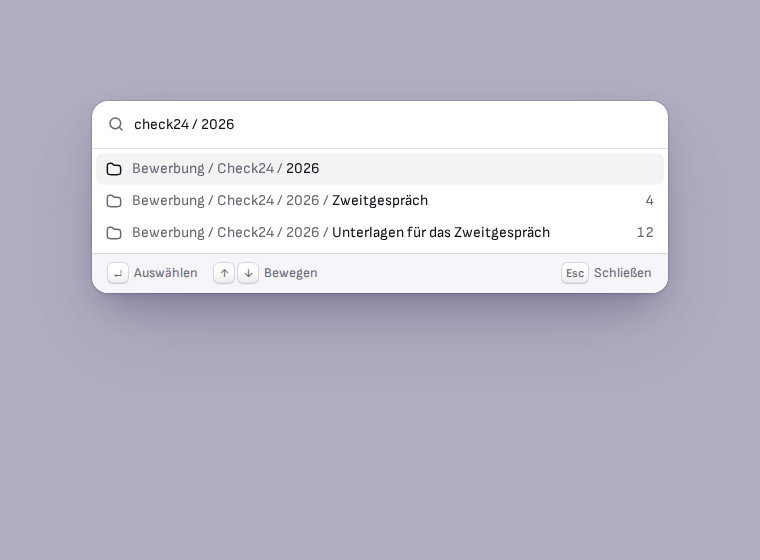 check24 / 2026
Bewerbung / Check24 / 2026
Bewerbung / Check24 / 2026 / Zweitgespräch 4
Bewerbung / Check24 / 2026 / Unterlagen für das Zweitgespräch 12
↵ Auswählen ↑ ↓ Bewegen Esc Schließen